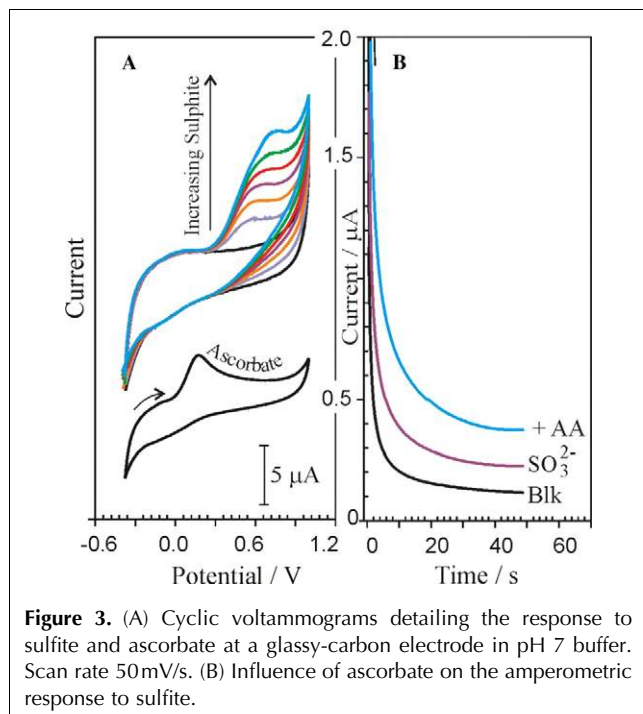 A
Increasing Sulphite
Current
Ascorbate
5 μA
-0.6 0.0 0.6 1.2
Potential / V
B
2.0
1.5
Current / μA
0.5
0
+ AA
SO₃²⁻
Blk
0 20 40 60
Time / s
Figure 3. (A) Cyclic voltammograms detailing the response to
sulfite and ascorbate at a glassy-carbon electrode in pH 7 buffer.
Scan rate 50 mV/s. (B) Influence of ascorbate on the amperometric
response to sulfite.